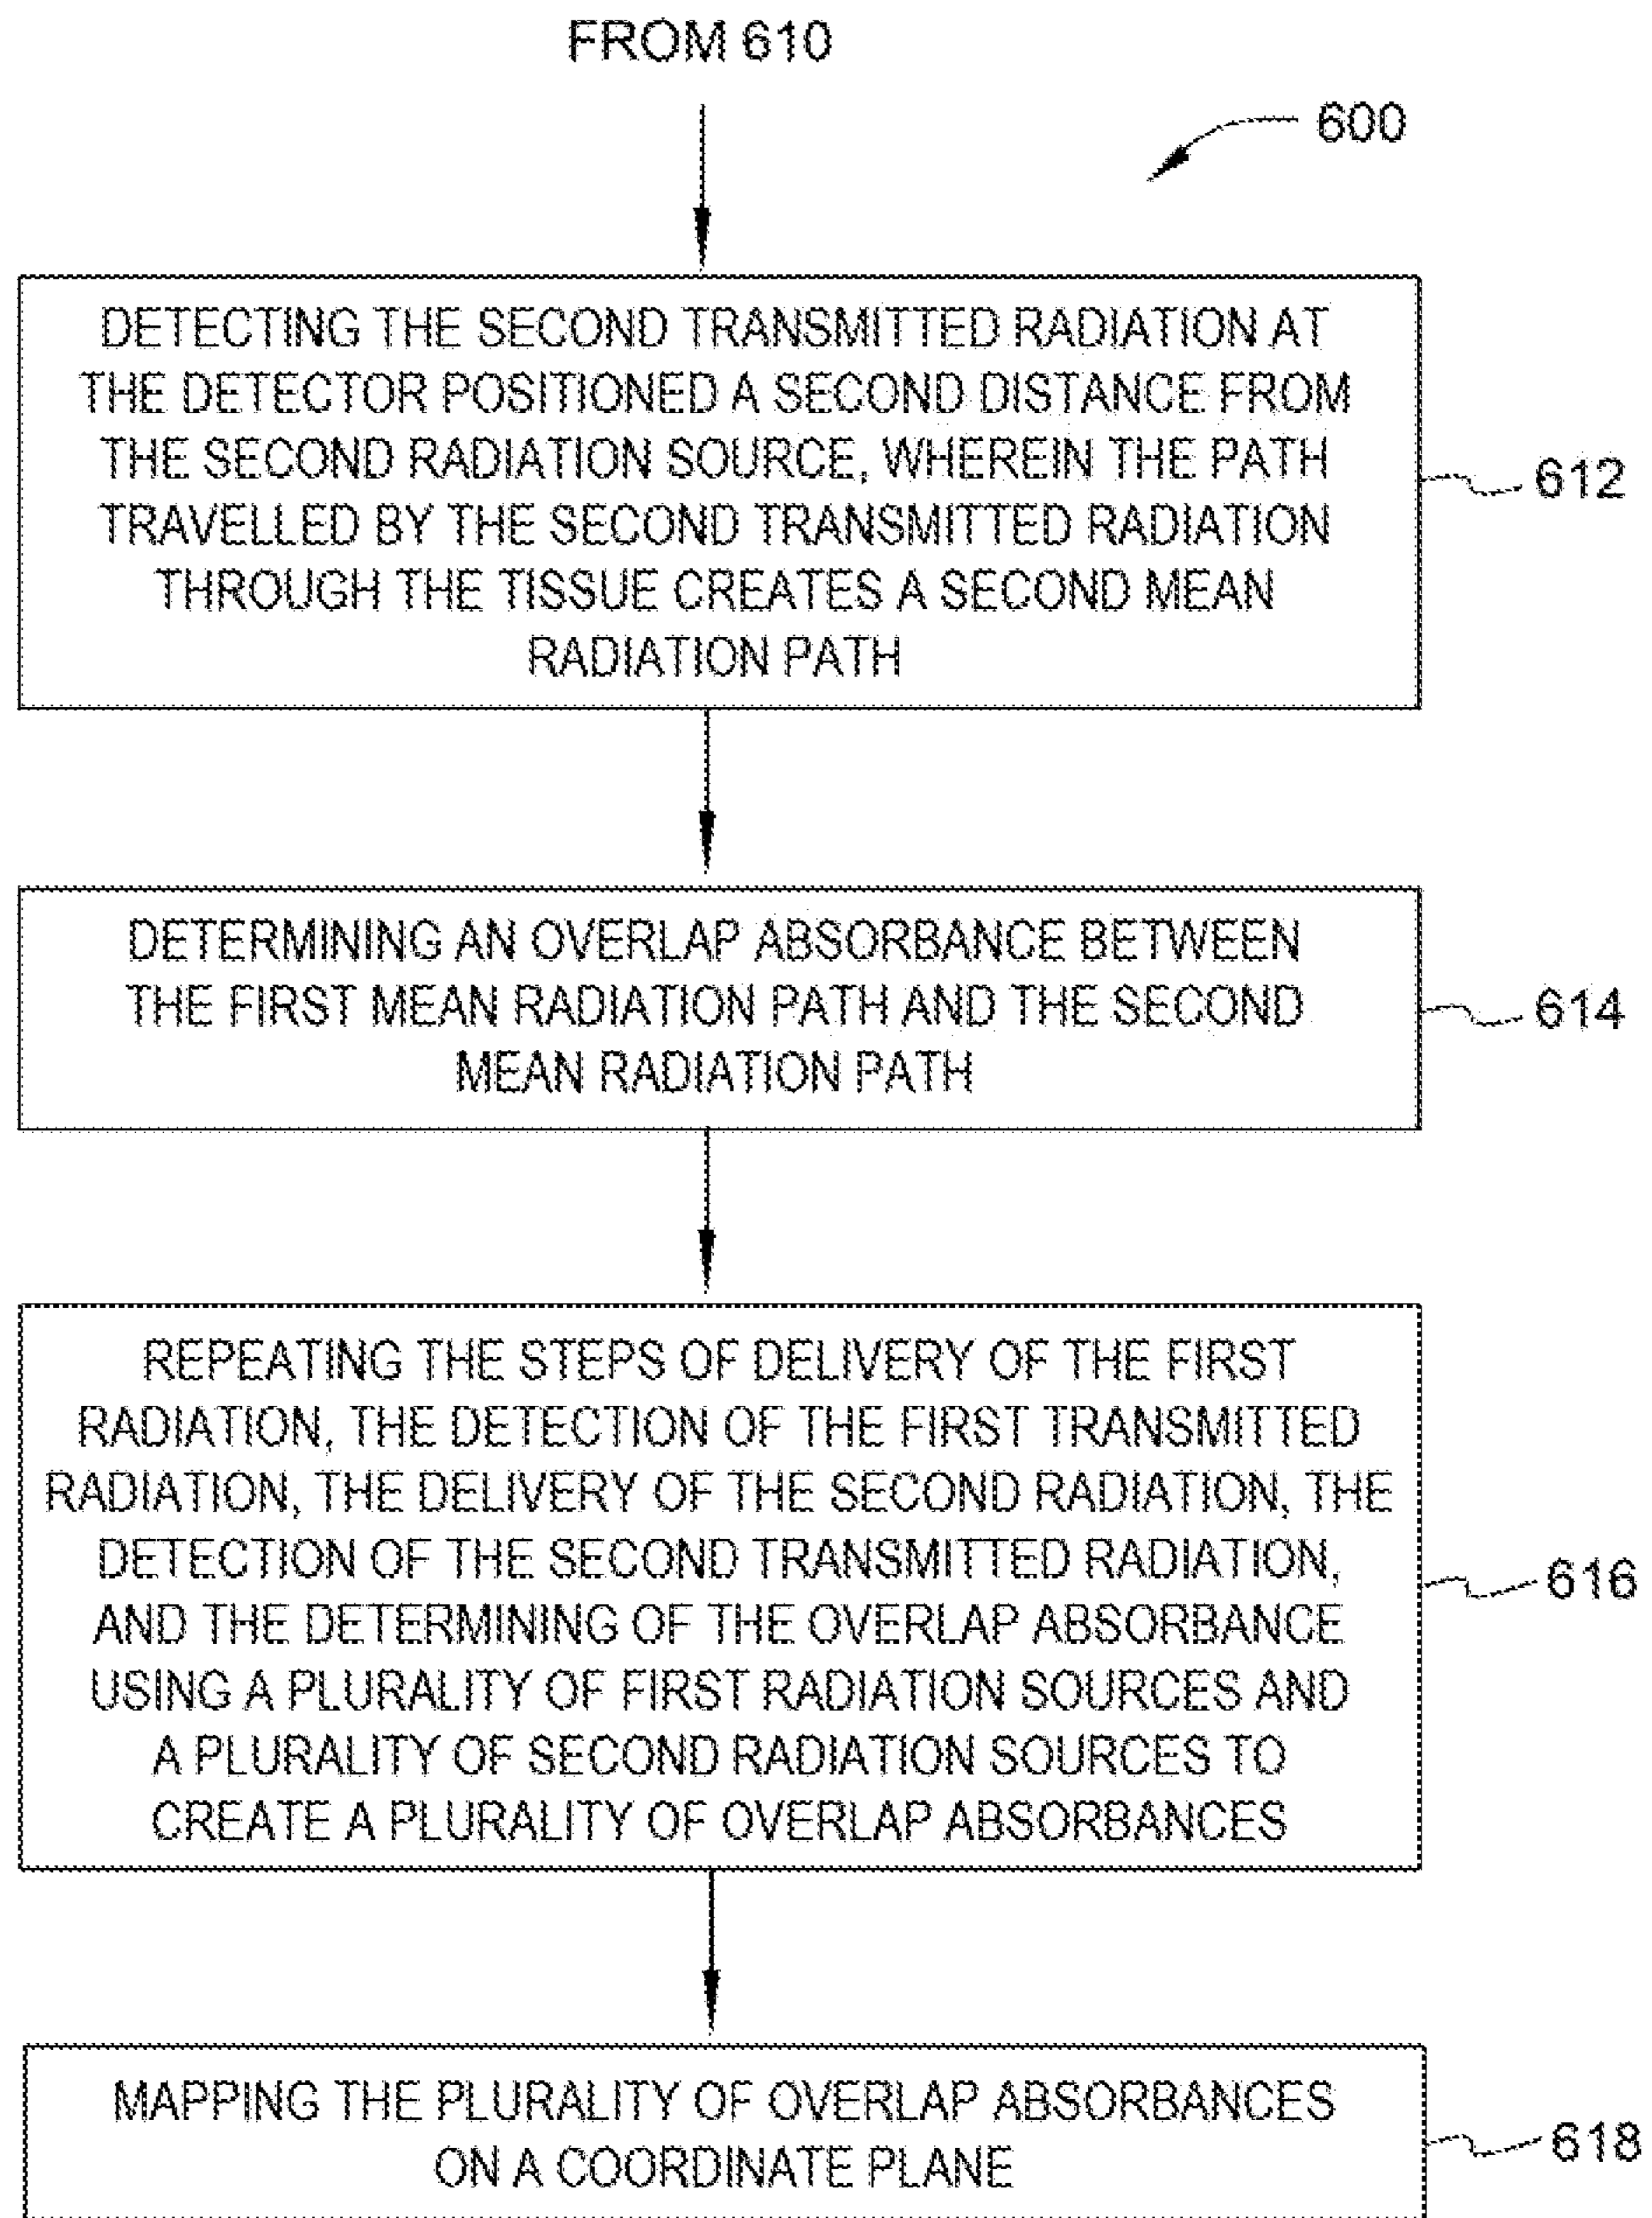 FROM 610
600
DETECTING THE SECOND TRANSMITTED RADIATION AT
THE DETECTOR POSITIONED A SECOND DISTANCE FROM
THE SECOND RADIATION SOURCE, WHEREIN THE PATH
TRAVELLED BY THE SECOND TRANSMITTED RADIATION
THROUGH THE TISSUE CREATES A SECOND MEAN
RADIATION PATH
612
DETERMINING AN OVERLAP ABSORBANCE BETWEEN
THE FIRST MEAN RADIATION PATH AND THE SECOND
MEAN RADIATION PATH
614
REPEATING THE STEPS OF DELIVERY OF THE FIRST
RADIATION, THE DETECTION OF THE FIRST TRANSMITTED
RADIATION, THE DELIVERY OF THE SECOND RADIATION, THE
DETECTION OF THE SECOND TRANSMITTED RADIATION,
AND THE DETERMINING OF THE OVERLAP ABSORBANCE
USING A PLURALITY OF FIRST RADIATION SOURCES AND
A PLURALITY OF SECOND RADIATION SOURCES TO
CREATE A PLURALITY OF OVERLAP ABSORBANCES
616
MAPPING THE PLURALITY OF OVERLAP ABSORBANCES
ON A COORDINATE PLANE
618